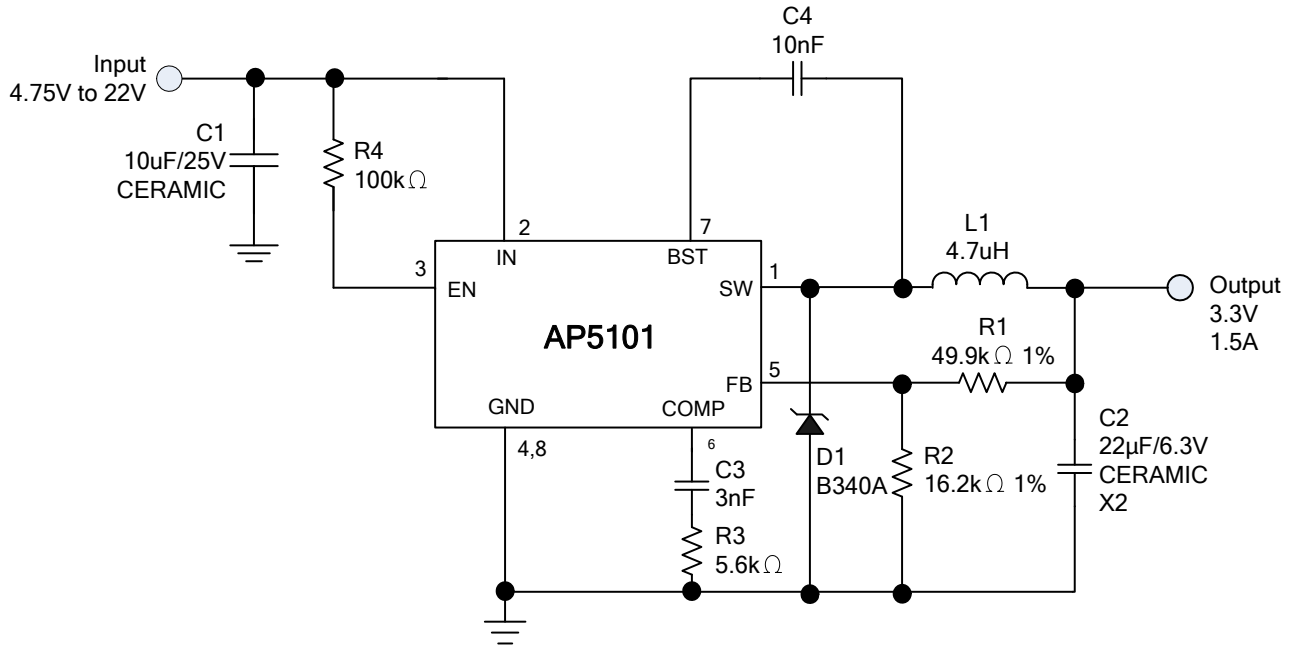 C4
10nF
Input
4.75V to 22V
C1
10uF/25V
CERAMIC
R4
100kΩ
2
IN
7
BST
3
EN
1
SW
L1
4.7uH
Output
3.3V
1.5A
AP5101
R1
49.9kΩ 1%
5
FB
GND
COMP
4,8
6
C3
3nF
R3
5.6kΩ
D1
B340A
R2
16.2kΩ 1%
C2
22µF/6.3V
CERAMIC
X2